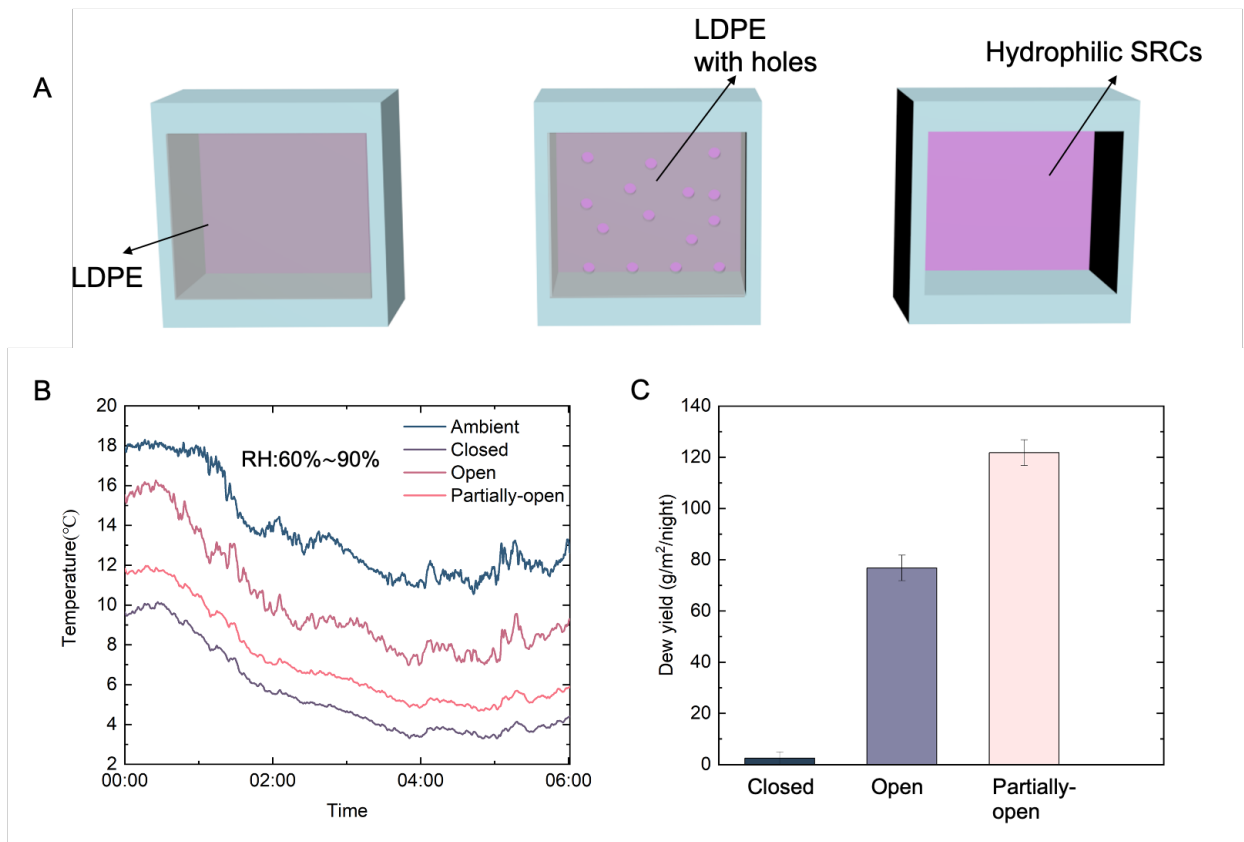 A
LDPE
LDPE
with holes
Hydrophilic SRCs
B
20
18
16
14
12
10
8
6
4
2
Temperature(℃)
RH:60%~90%
Ambient
Closed
Open
Partially-open
00:00
02:00
04:00
06:00
Time
C
140
120
100
80
60
40
20
0
Dew yield (g/m²/night)
Closed
Open
Partially-
open